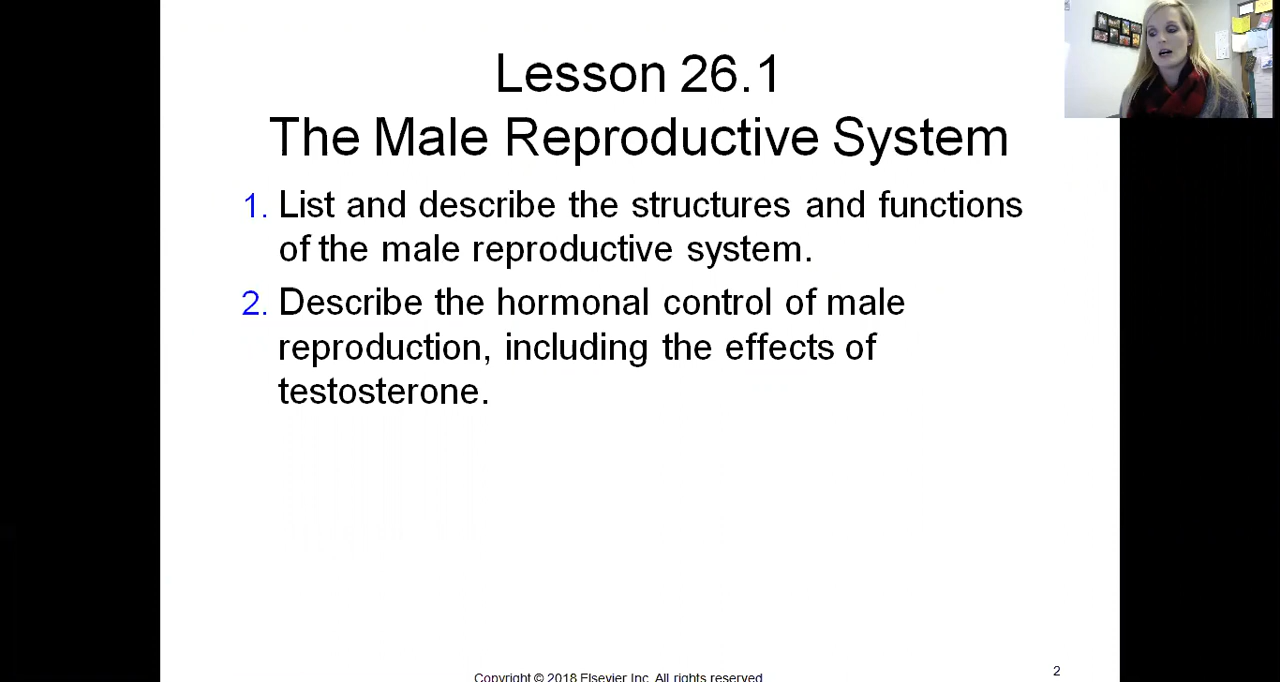 Lesson 26.1
The Male Reproductive System
1. List and describe the structures and functions
of the male reproductive system.
2. Describe the hormonal control of male
reproduction, including the effects of
testosterone.
Copyright © 2018 Elsevier Inc. All rights reserved
2